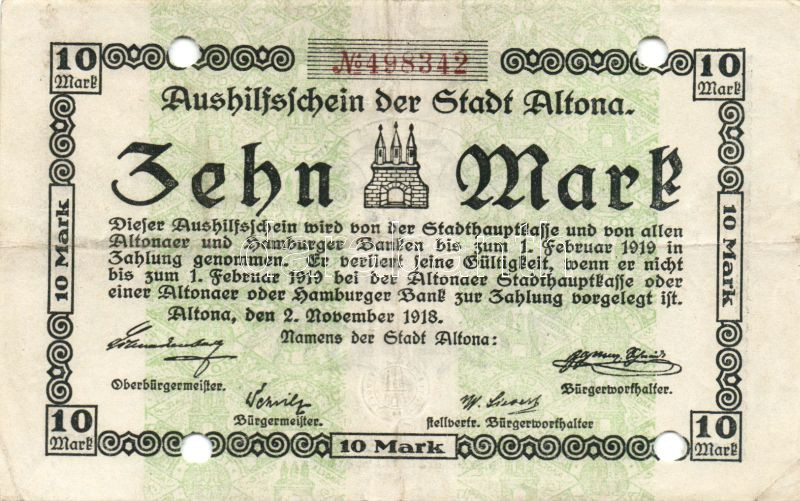 10
Mark
№498342
10
Mark
Aushilfsschein der Stadt Altona.
Zehn Mark
Dieser Aushilfsschein wird von der Stadthauptkasse und von allen
Altonaer und Hamburger Banken bis zum 1. Februar 1919 in
Zahlung genommen. Er verliert seine Gültigkeit, wenn er nicht
bis zum 1. Februar 1919 bei der Altonaer Stadthauptkasse oder
einer Altonaer oder Hamburger Bank zur Zahlung vorgelegt ist.
Altona, den 2. November 1918.
Namens der Stadt Altona:
10 Mark
10 Mark
Oberbürgermeister.
Bürgerworthalter.
Bürgermeister.
stellvertr. Bürgerworthalter
10
Mark
10 Mark
10
Mark